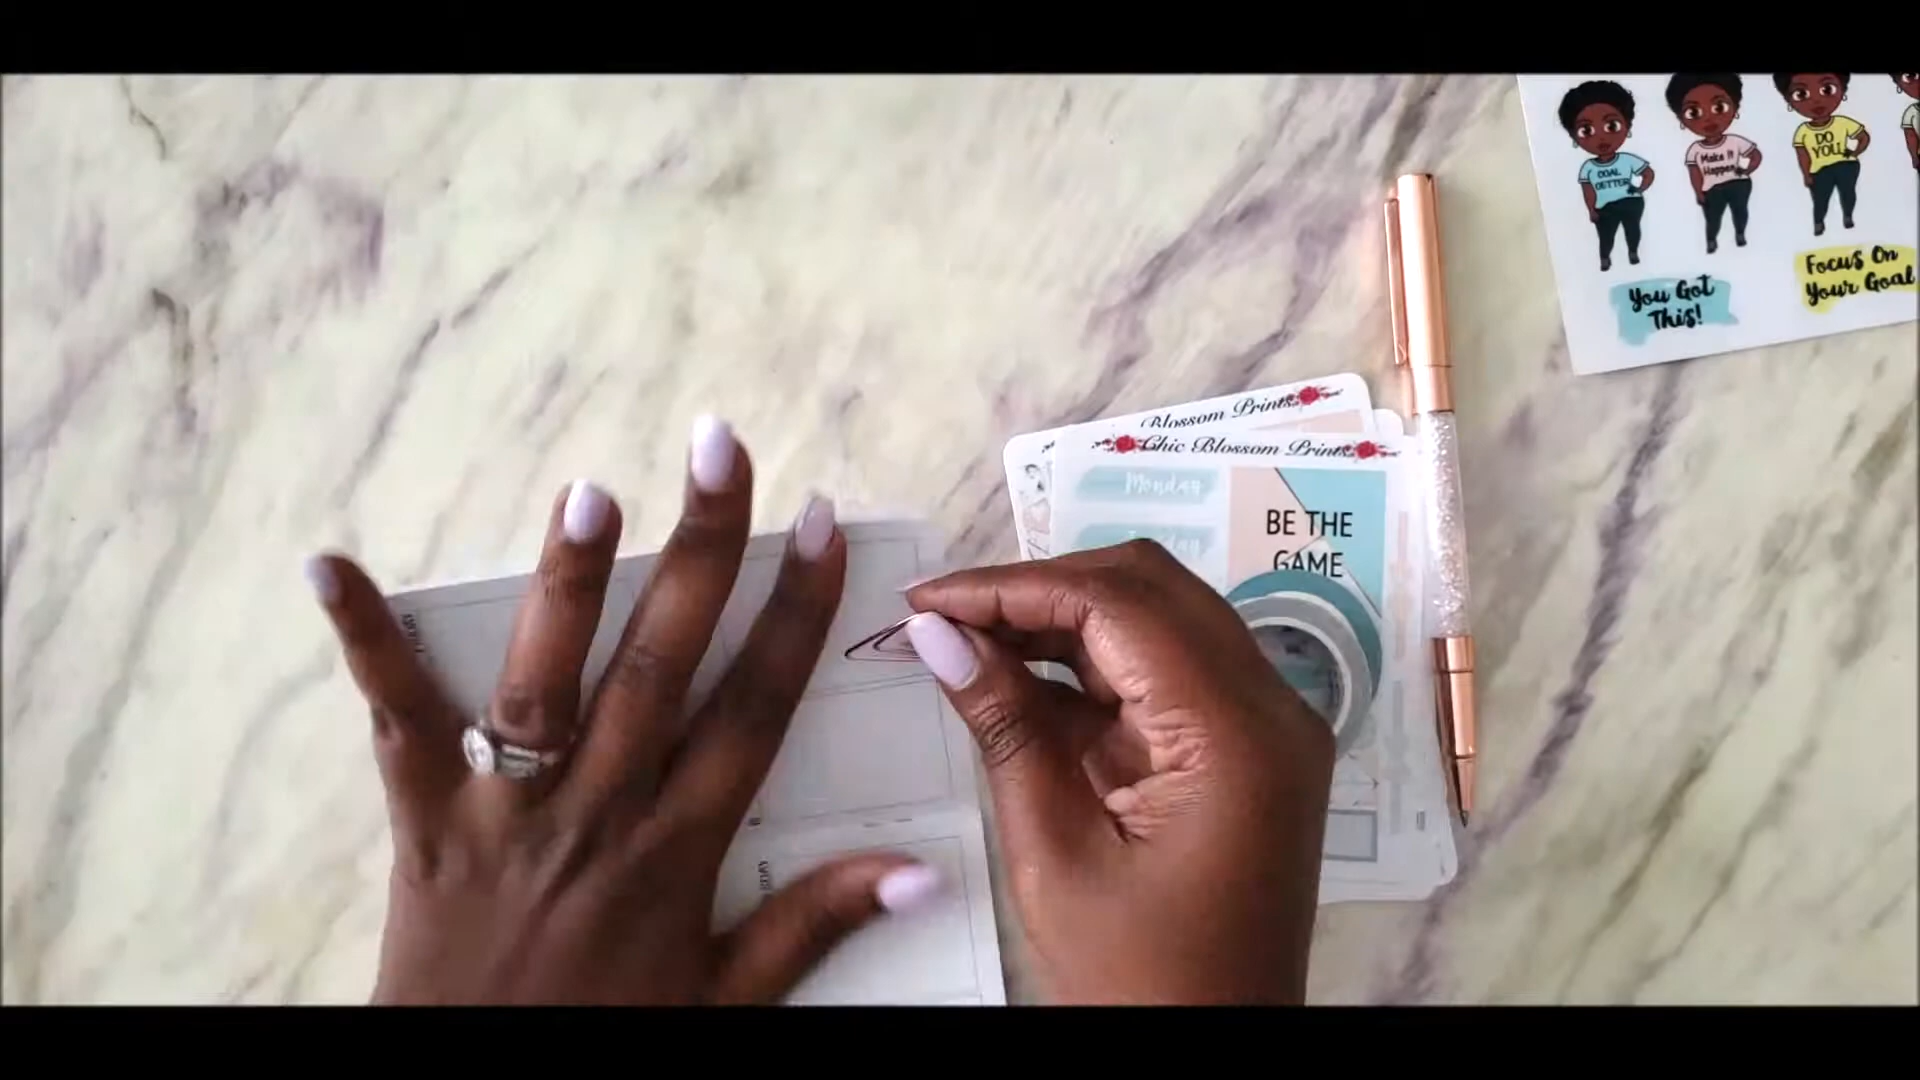 GOAL
GETTER
Make It
Happen
DO
YOU
You Got
This!
Focus On
Your Goal
Blossom Prints
Chic Blossom Prints
Monday
BE THE
GAME